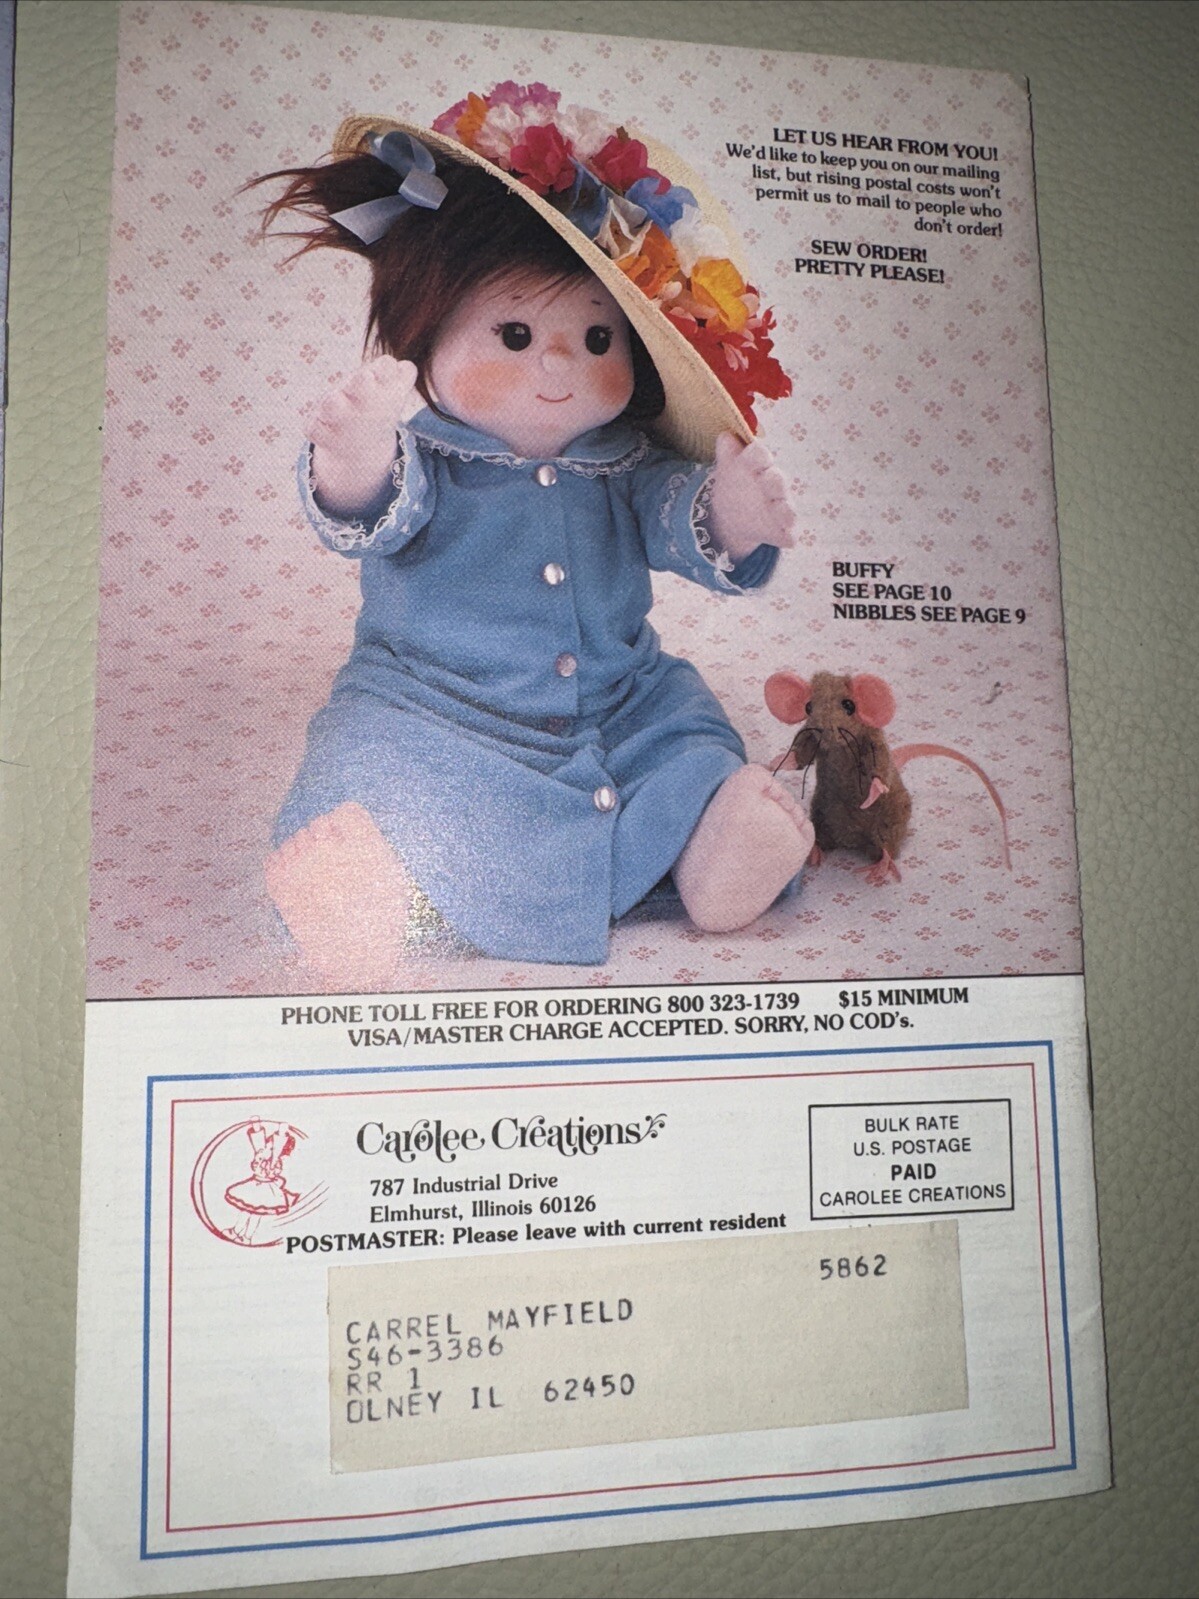 LET US HEAR FROM YOU!
We'd like to keep you on our mailing
list, but rising postal costs won't
permit us to mail to people who
don't order!
SEW ORDER!
PRETTY PLEASE!
BUFFY
SEE PAGE 10
NIBBLES SEE PAGE 9
PHONE TOLL FREE FOR ORDERING 800 323-1739 $15 MINIMUM
VISA/MASTER CHARGE ACCEPTED. SORRY, NO COD's.
Carolee Creations
787 Industrial Drive
Elmhurst, Illinois 60126
POSTMASTER: Please leave with current resident
BULK RATE
U.S. POSTAGE
PAID
CAROLEE CREATIONS
5862
CARREL MAYFIELD
S46-3386
RR 1
OLNEY IL 62450